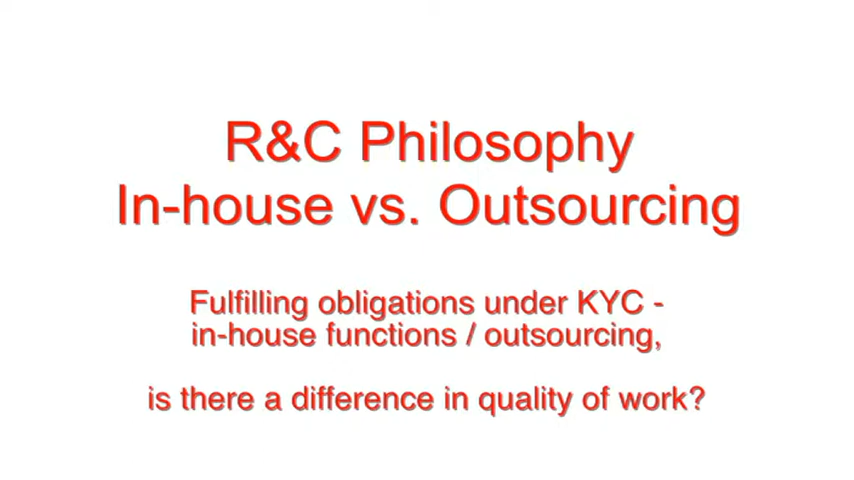 R&C Philosophy
In-house vs. Outsourcing
Fulfilling obligations under KYC -
in-house functions / outsourcing,
is there a difference in quality of work?